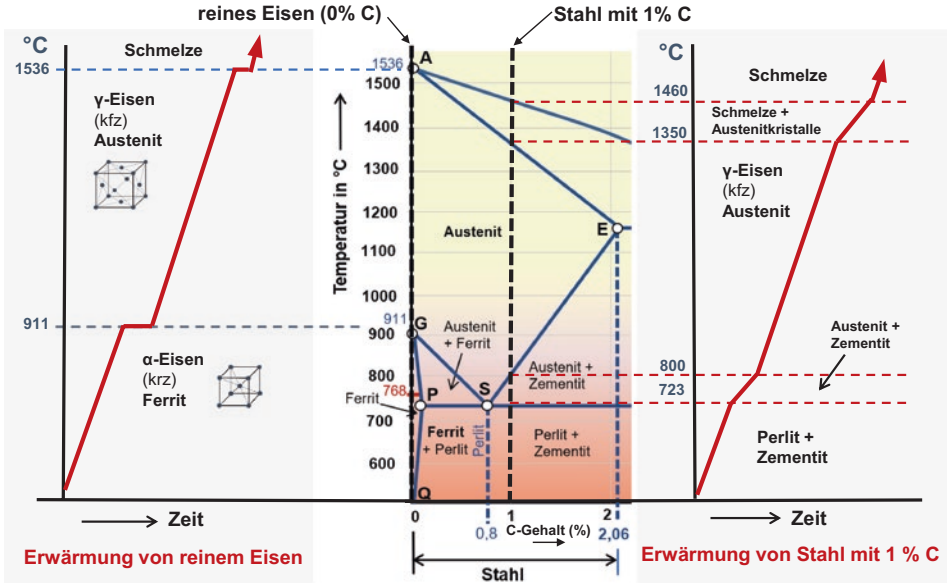 reines Eisen (0% C)
Stahl mit 1% C
°C
Schmelze
1536
γ-Eisen
(kfz)
Austenit
911
α-Eisen
(krz)
Ferrit
Zeit
Erwärmung von reinem Eisen
Temperatur in °C
1536
1500
1400
1300
1200
1100
1000
911
900
800
768
700
600
A
E
G
P
S
Q
Austenit
Austenit
+ Ferrit
Austenit +
Zementit
Ferrit
Ferrit
+ Perlit
Perlit
Perlit +
Zementit
0
1
2
0,8
C-Gehalt (%)
2,06
Stahl
°C
Schmelze
1460
Schmelze +
Austenitkristalle
1350
γ-Eisen
(kfz)
Austenit
Austenit +
Zementit
800
723
Perlit +
Zementit
Zeit
Erwärmung von Stahl mit 1 % C